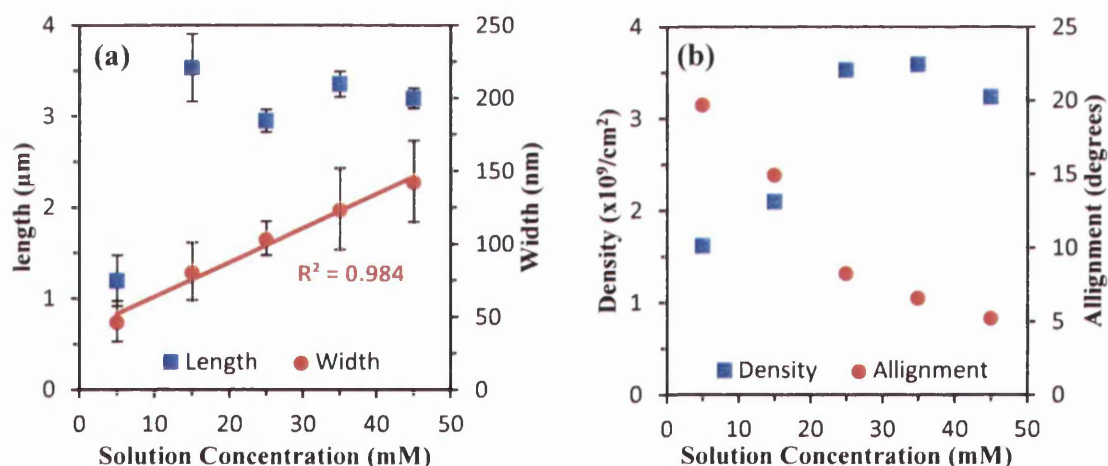 (a)
length (µm)
4
3
2
1
0
250
200
150
100
50
0
Width (nm)
R² = 0.984
Length
Width
0 10 20 30 40 50
Solution Concentration (mM)
(b)
Density (x10⁹/cm²)
4
3
2
1
0
25
20
15
10
5
0
Allignment (degrees)
Density
Allignment
0 10 20 30 40 50
Solution Concentration (mM)